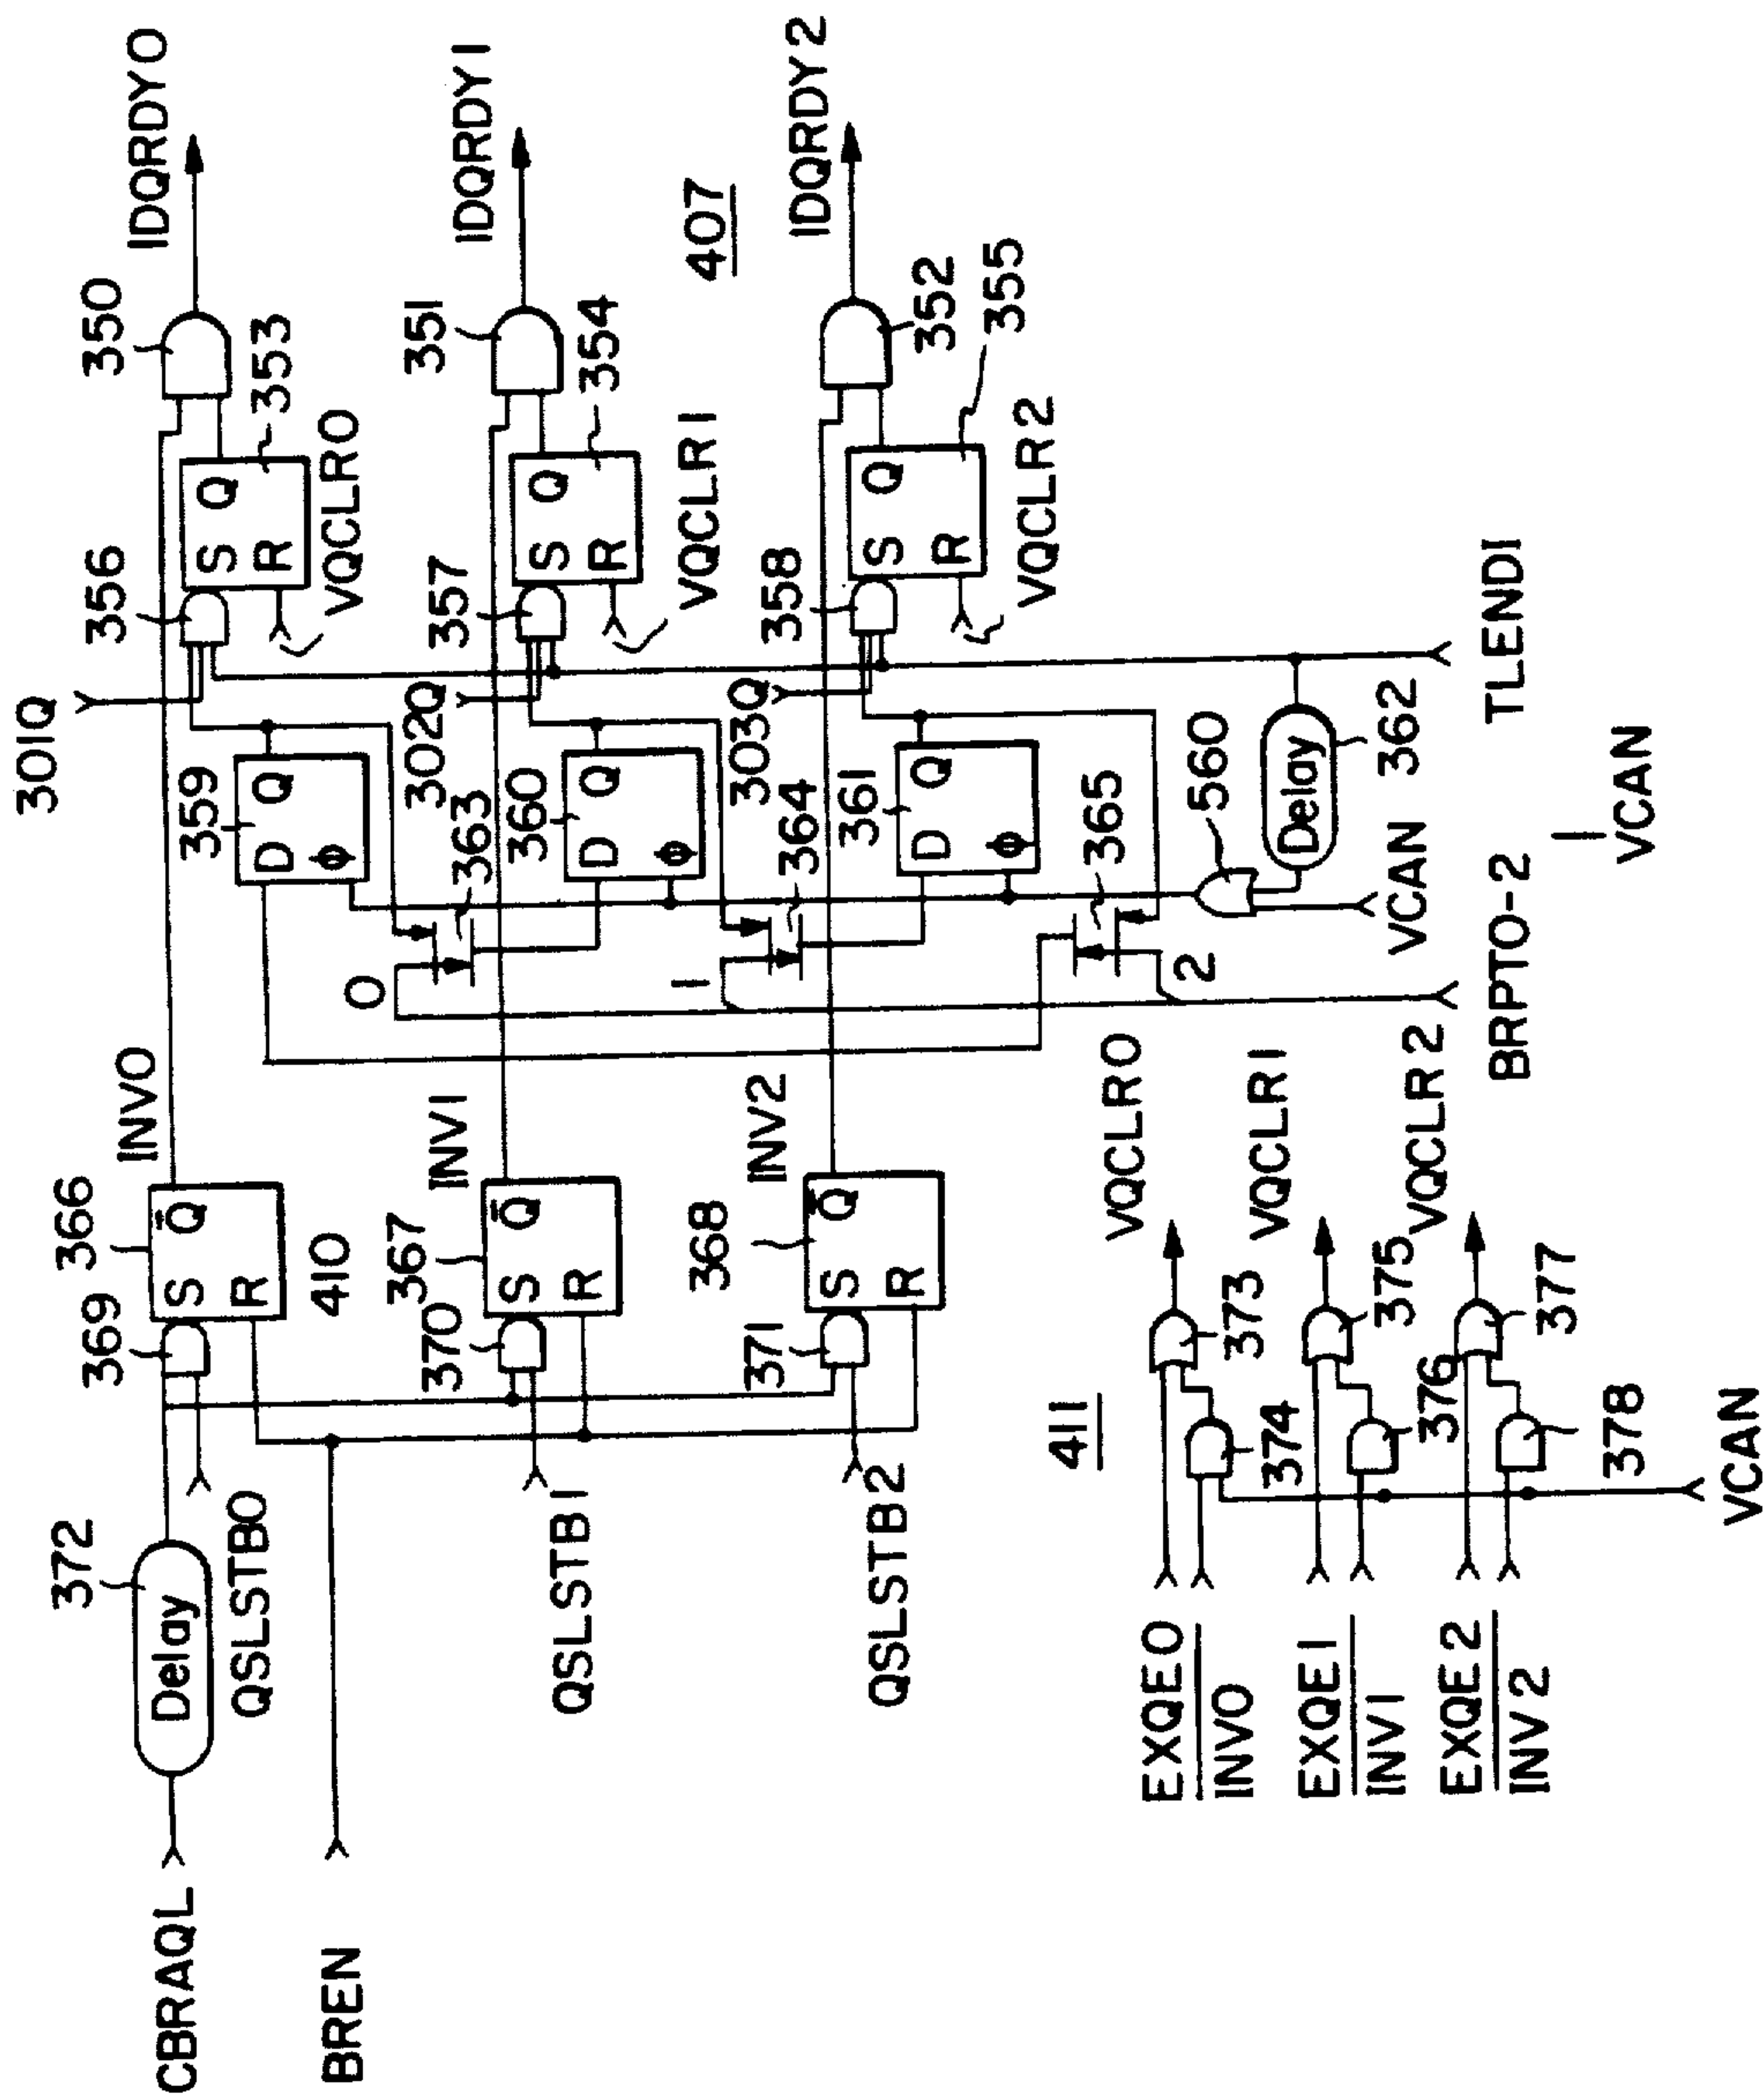 CBRAQL
372
Delay
QSLSTB0
BREN
369
366
S Q̄
R
410
INV0
QSLSTB1
370
367
S Q̄
R
INV1
QSLSTB2
371
368
S Q̄
R
INV2
301Q
356
S Q
R
353
350
IDQRDY0
VQCLR0
359
D Q
Φ
302Q
357
S Q
R
354
351
IDQRDY1
VQCLR1
0
363
360
D Q
Φ
303Q
358
S Q
R
355
352
IDQRDY2
407
VQCLR2
1
364
361
D Q
Φ
2
365
560
Delay
362
VCAN
TLENDI
BRPT0-2
VCAN
411
EXQE0
INV0
374
373
VQCLR0
EXQE1
INV1
376
375
VQCLR1
EXQE2
INV2
378
377
VQCLR2
VCAN